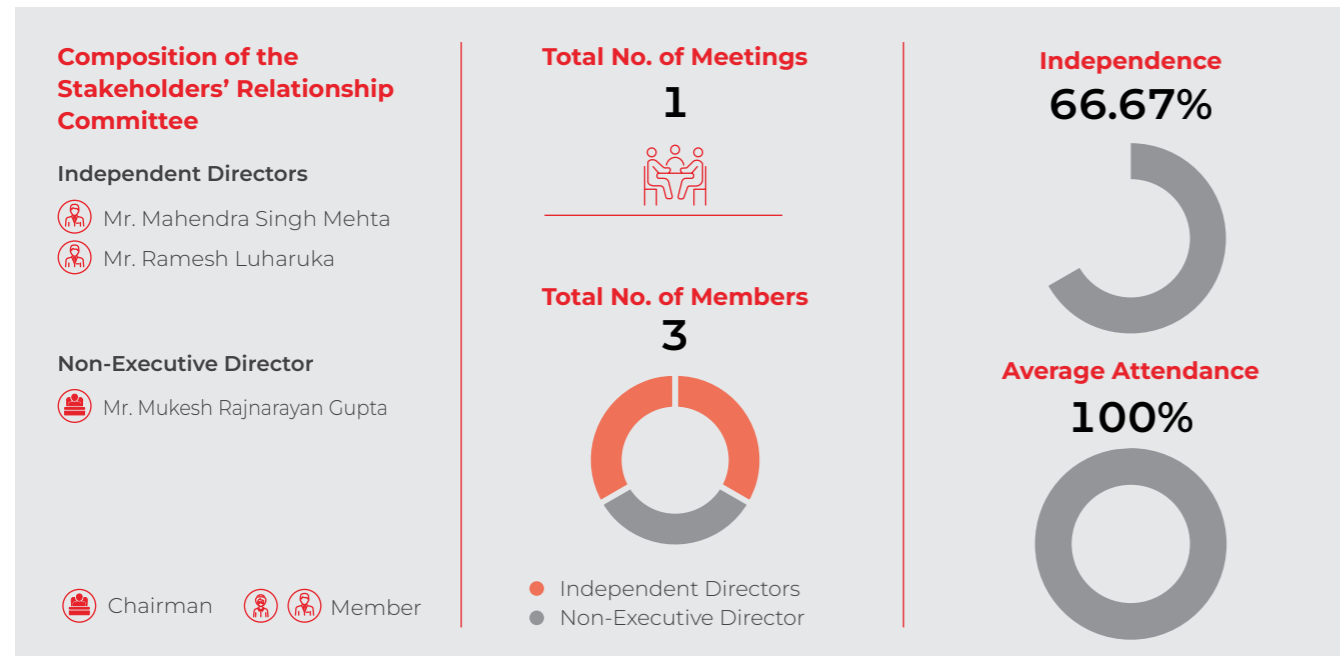 Composition of the
Stakeholders’ Relationship
Committee
Independent Directors
Mr. Mahendra Singh Mehta
Mr. Ramesh Luharuka
Non-Executive Director
Mr. Mukesh Rajnarayan Gupta
Chairman
Member
Total No. of Meetings
1
Total No. of Members
3
Independent Directors
Non-Executive Director
Independence
66.67%
Average Attendance
100%